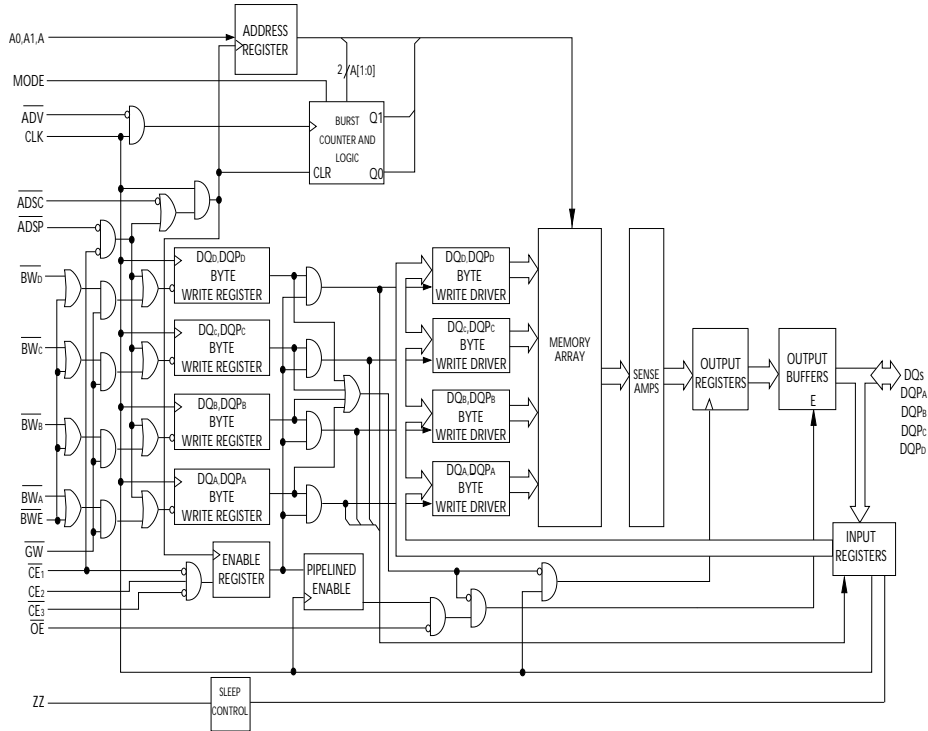 A0,A1,A
ADDRESS
REGISTER
MODE
2
A[1:0]
ADV
CLK
BURST
COUNTER AND
LOGIC
CLR
Q1
Q0
ADSC
ADSP
BWD
DQD,DQPD
BYTE
WRITE REGISTER
DQD,DQPD
BYTE
WRITE DRIVER
BWC
DQc,DQPC
BYTE
WRITE REGISTER
DQc,DQPC
BYTE
WRITE DRIVER
BWB
DQB,DQPB
BYTE
WRITE REGISTER
DQB,DQPB
BYTE
WRITE DRIVER
BWA
BWE
DQA,DQPA
BYTE
WRITE REGISTER
DQA,DQPA
BYTE
WRITE DRIVER
MEMORY
ARRAY
SENSE
AMPS
OUTPUT
REGISTERS
OUTPUT
BUFFERS
E
DQs
DQPA
DQPB
DQPC
DQPD
INPUT
REGISTERS
GW
CE1
CE2
CE3
OE
ENABLE
REGISTER
PIPELINED
ENABLE
ZZ
SLEEP
CONTROL